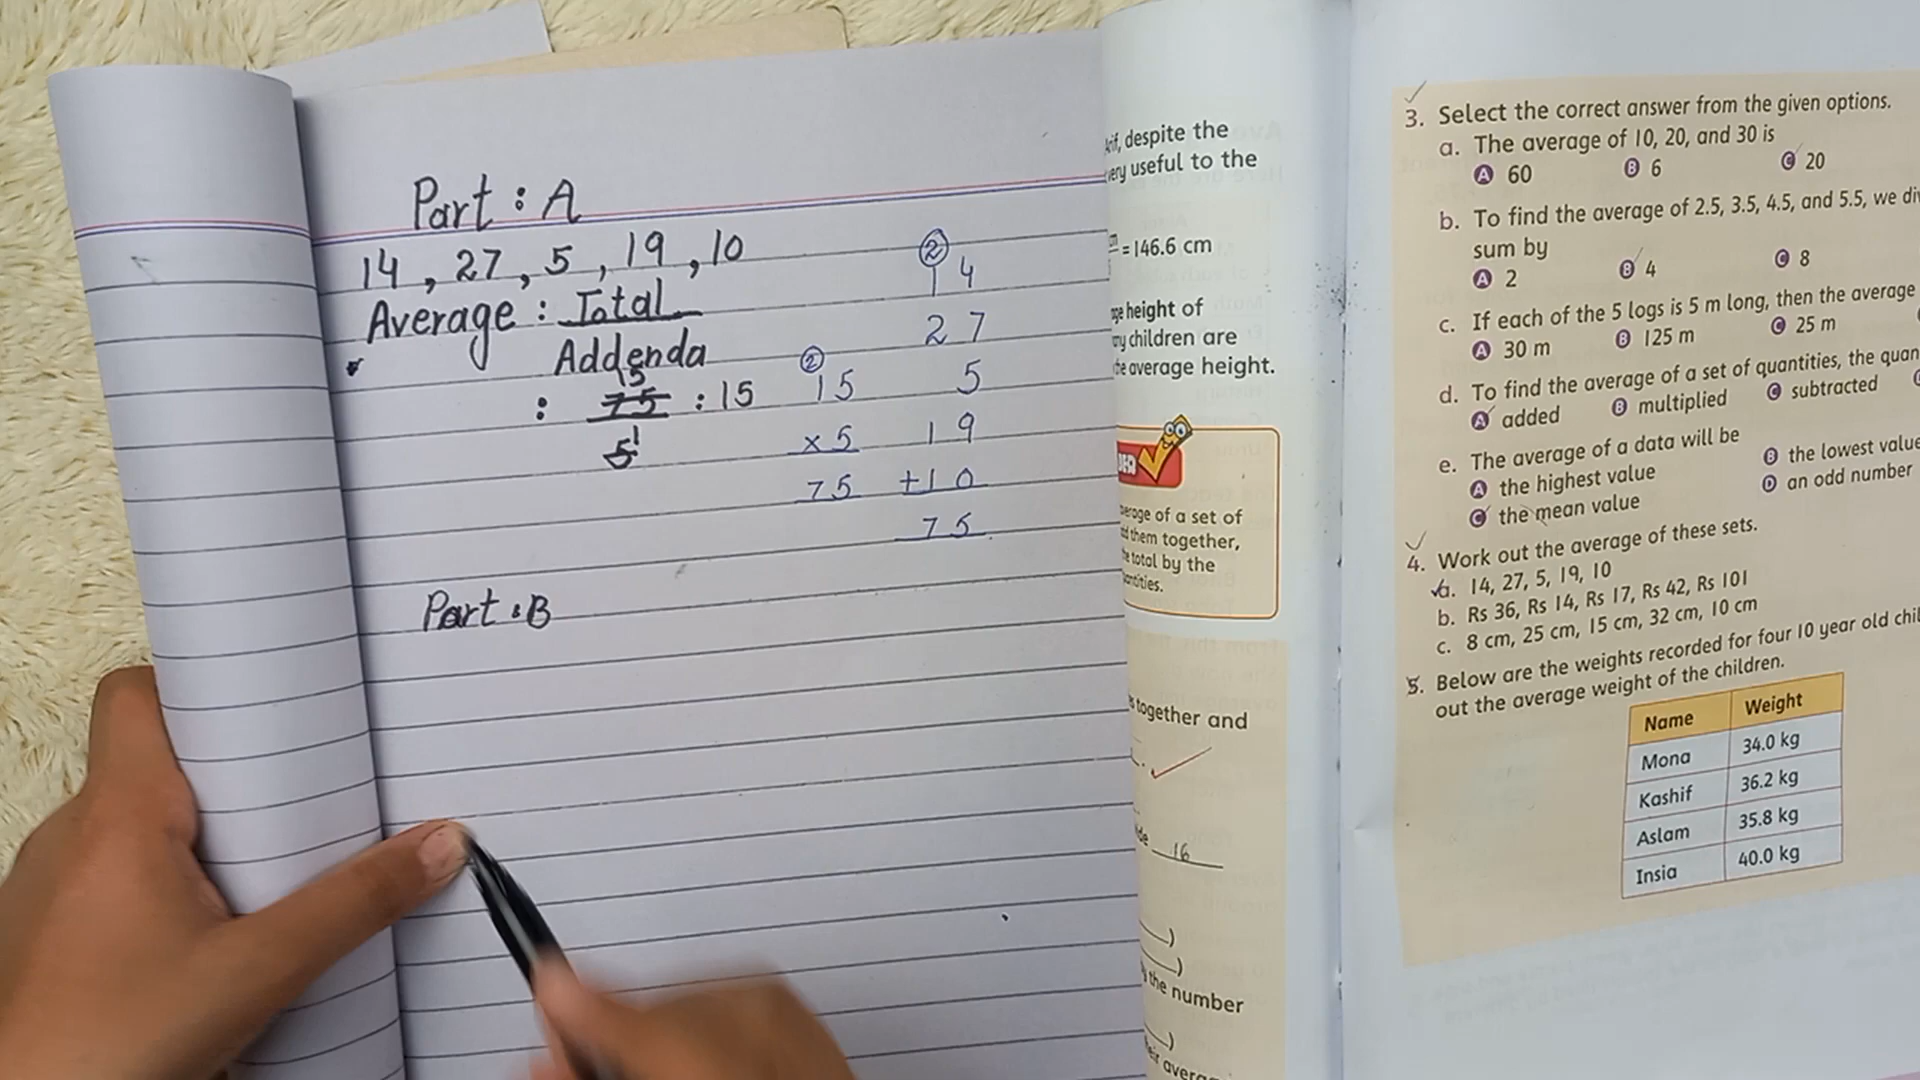 Part : A
14 , 27 , 5 , 19 , 10
Average : Total
Addenda
: 75 : 15
15
5
1
2
15
x 5
75
2
14
27
5
19
+10
75
Part : B
Arif, despite the
very useful to the
= 146.6 cm
height of
children are
average height.
of a set of
them together,
total by the
together and
16
the number
3. Select the correct answer from the given options.
a. The average of 10, 20, and 30 is
A 60 B 6 C 20
b. To find the average of 2.5, 3.5, 4.5, and 5.5, we
sum by
A 2 B 4 C 8
c. If each of the 5 logs is 5 m long, then the average
A 30 m B 125 m C 25 m
d. To find the average of a set of quantities, the
A added B multiplied C subtracted
e. The average of a data will be
A the highest value B the lowest value
C the mean value D an odd number
4. Work out the average of these sets.
a. 14, 27, 5, 19, 10
b. Rs 36, Rs 14, Rs 17, Rs 42, Rs 101
c. 8 cm, 25 cm, 15 cm, 32 cm, 10 cm
5. Below are the weights recorded for four 10 year old
out the average weight of the children.
Name Weight
Mona 34.0 kg
Kashif 36.2 kg
Aslam 35.8 kg
Insia 40.0 kg